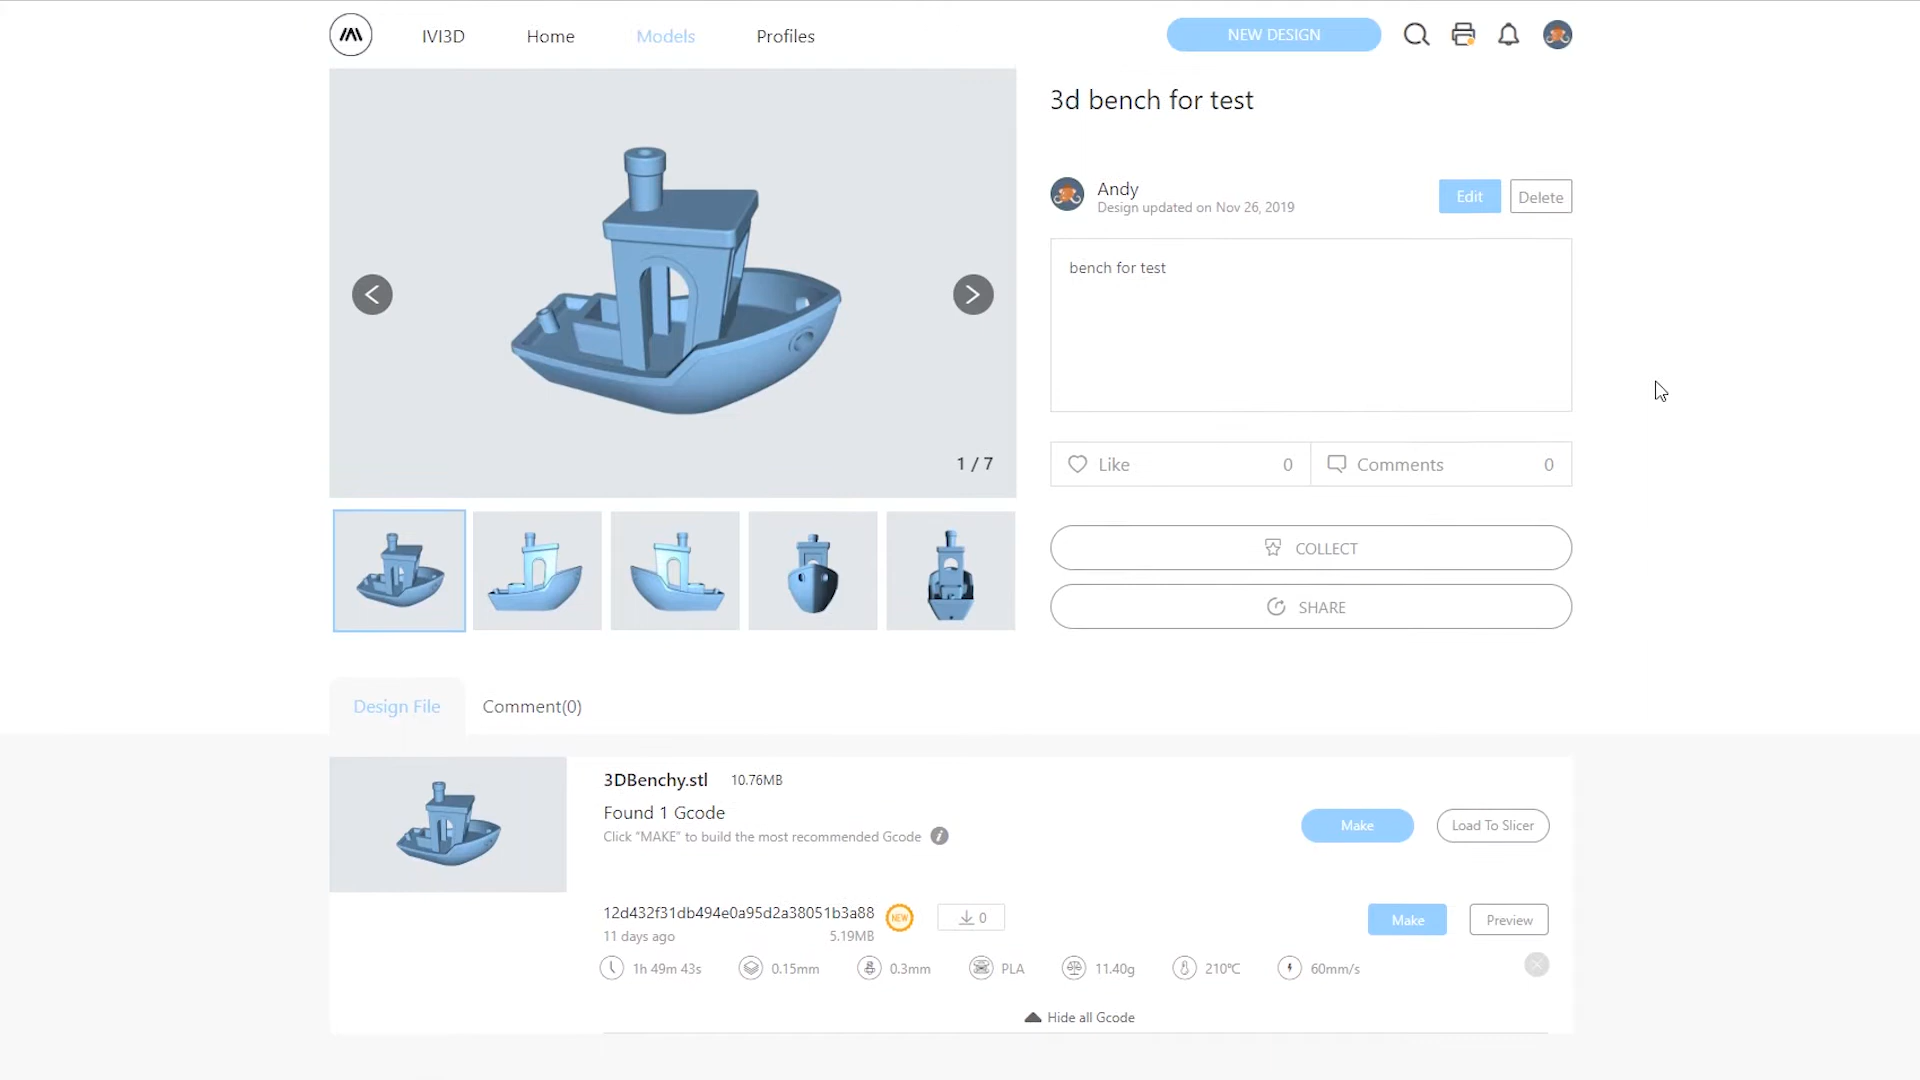 IVI3D Home Models Profiles NEW DESIGN
3d bench for test
Andy
Design updated on Nov 26, 2019
Edit Delete
bench for test
1 / 7
Like 0 Comments 0
COLLECT
SHARE
Design File Comment(0)
3DBenchy.stl 10.76MB
Found 1 Gcode
Click "MAKE" to build the most recommended Gcode
Make Load To Slicer
12d432f31db494e0a95d2a38051b3a88 NEW 0
11 days ago 5.19MB
Make Preview
1h 49m 43s 0.15mm 0.3mm PLA 11.40g 210℃ 60mm/s
Hide all Gcode